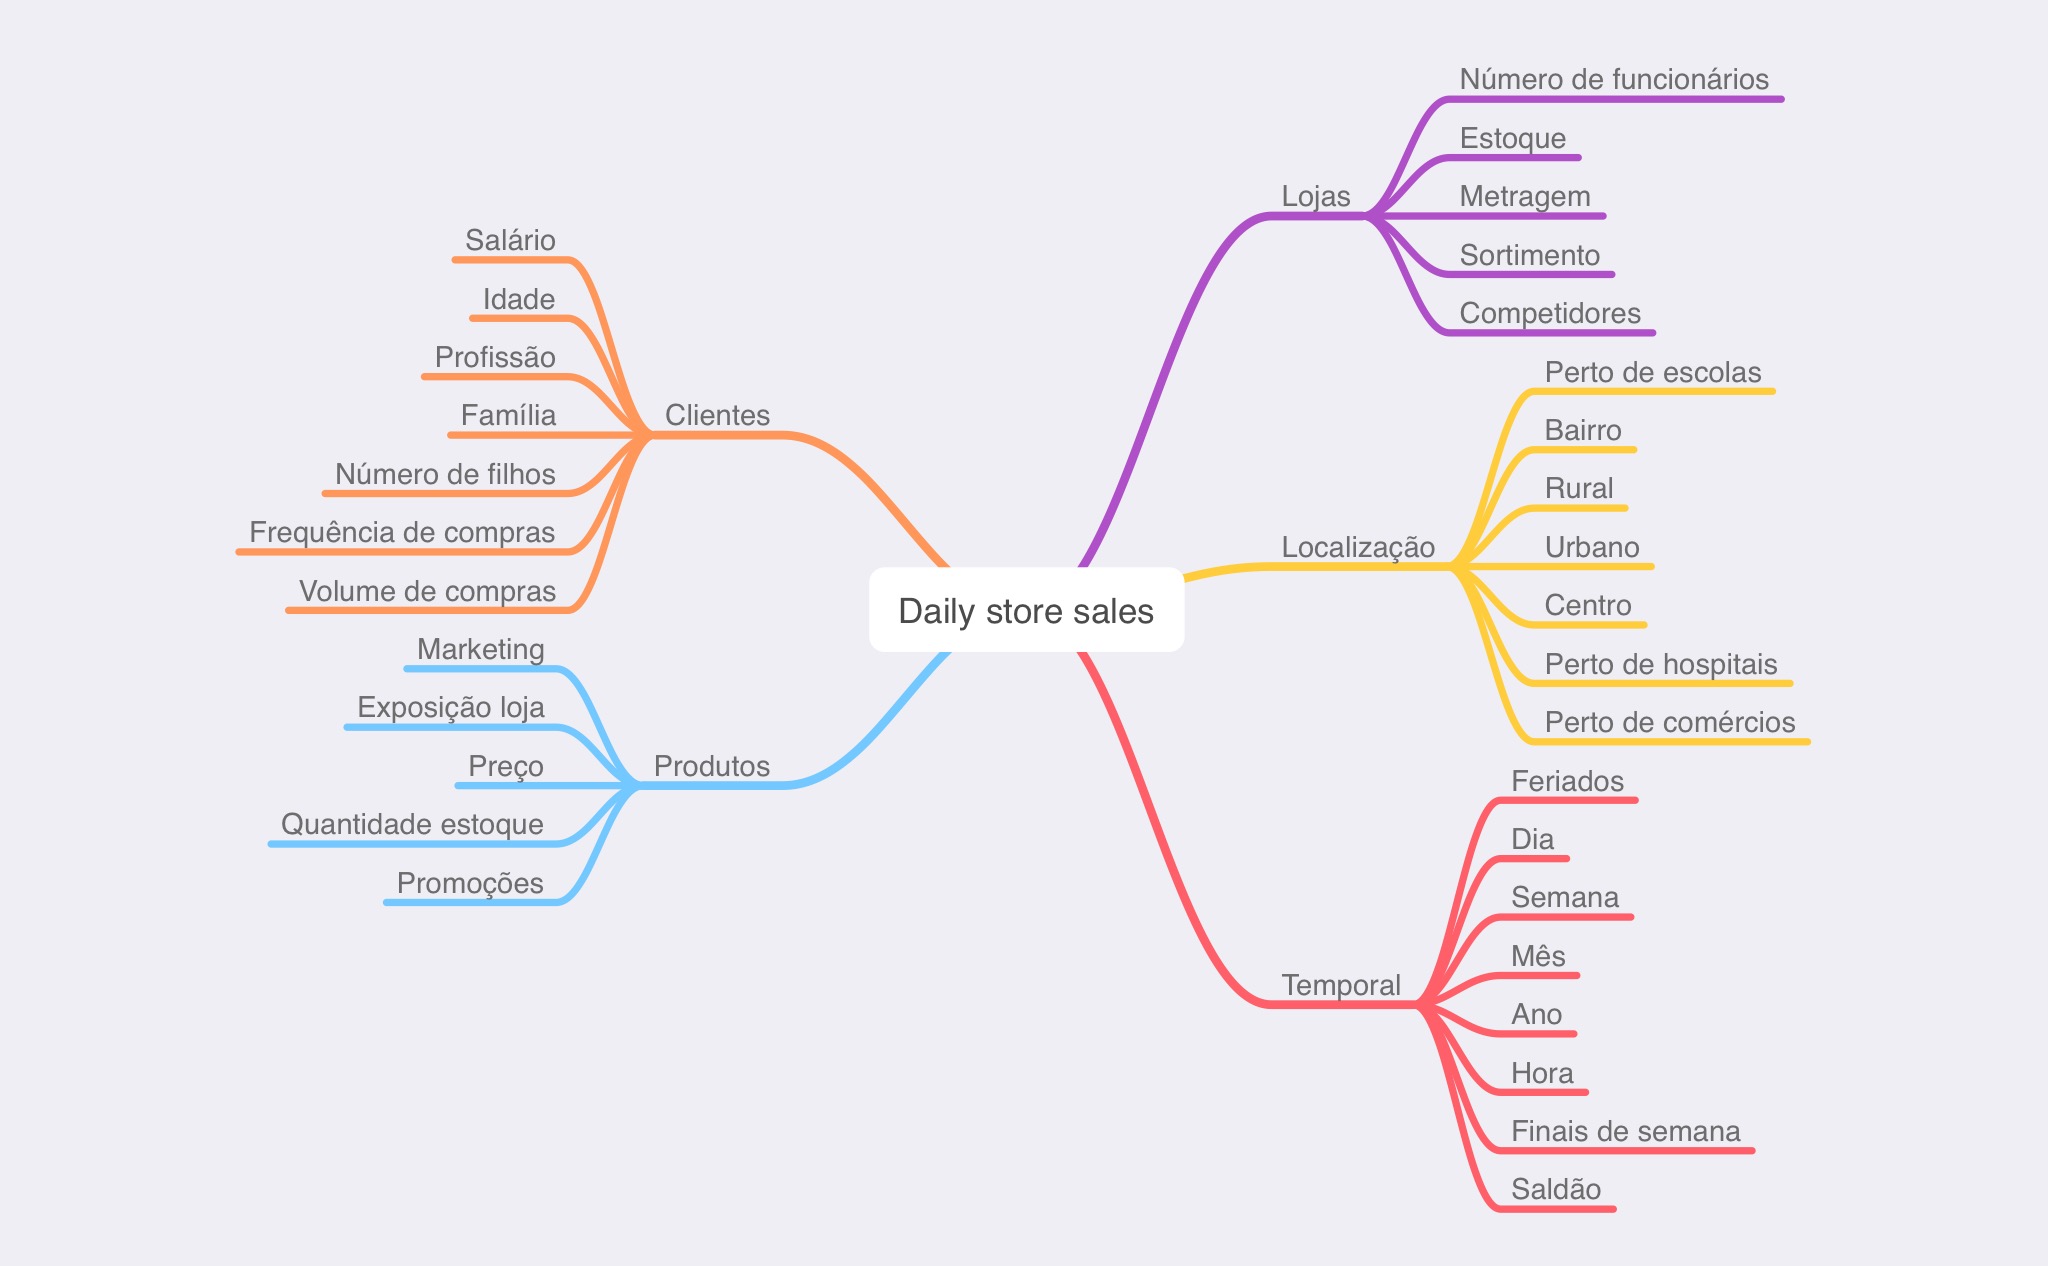 Daily store sales
Clientes
Salário
Idade
Profissão
Família
Número de filhos
Frequência de compras
Volume de compras
Produtos
Marketing
Exposição loja
Preço
Quantidade estoque
Promoções
Lojas
Número de funcionários
Estoque
Metragem
Sortimento
Competidores
Localização
Perto de escolas
Bairro
Rural
Urbano
Centro
Perto de hospitais
Perto de comércios
Temporal
Feriados
Dia
Semana
Mês
Ano
Hora
Finais de semana
Saldão